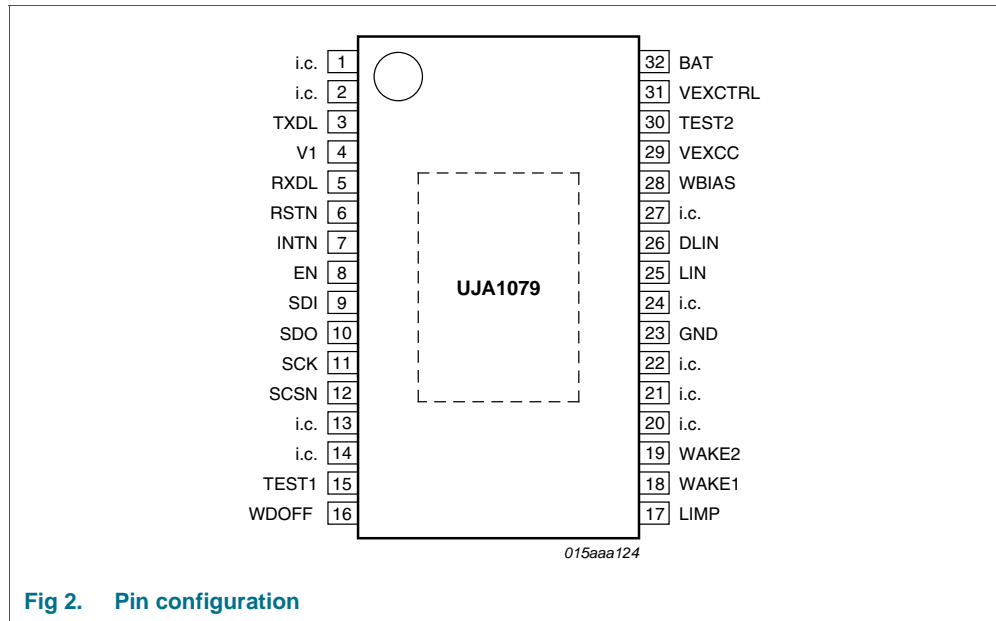 i.c. 1
i.c. 2
TXDL 3
V1 4
RXDL 5
RSTN 6
INTN 7
EN 8
SDI 9
SDO 10
SCK 11
SCSN 12
i.c. 13
i.c. 14
TEST1 15
WDOFF 16
UJA1079
32 BAT
31 VEXCTRL
30 TEST2
29 VEXCC
28 WBIAS
27 i.c.
26 DLIN
25 LIN
24 i.c.
23 GND
22 i.c.
21 i.c.
20 i.c.
19 WAKE2
18 WAKE1
17 LIMP
015aaa124
Fig 2. Pin configuration